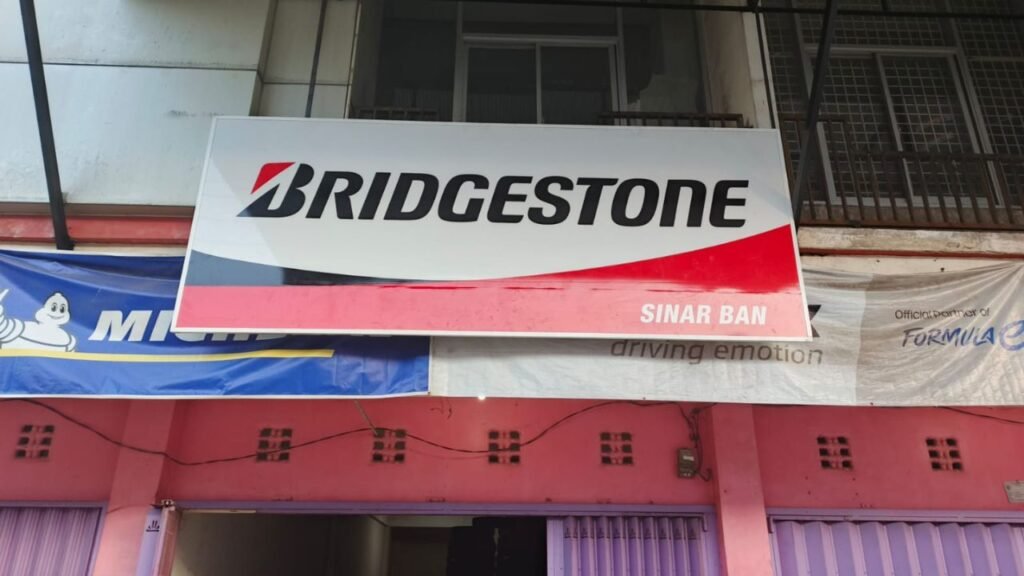 BRIDGESTONE
SINAR BAN
driving emotion
Official partner of
FORMULA